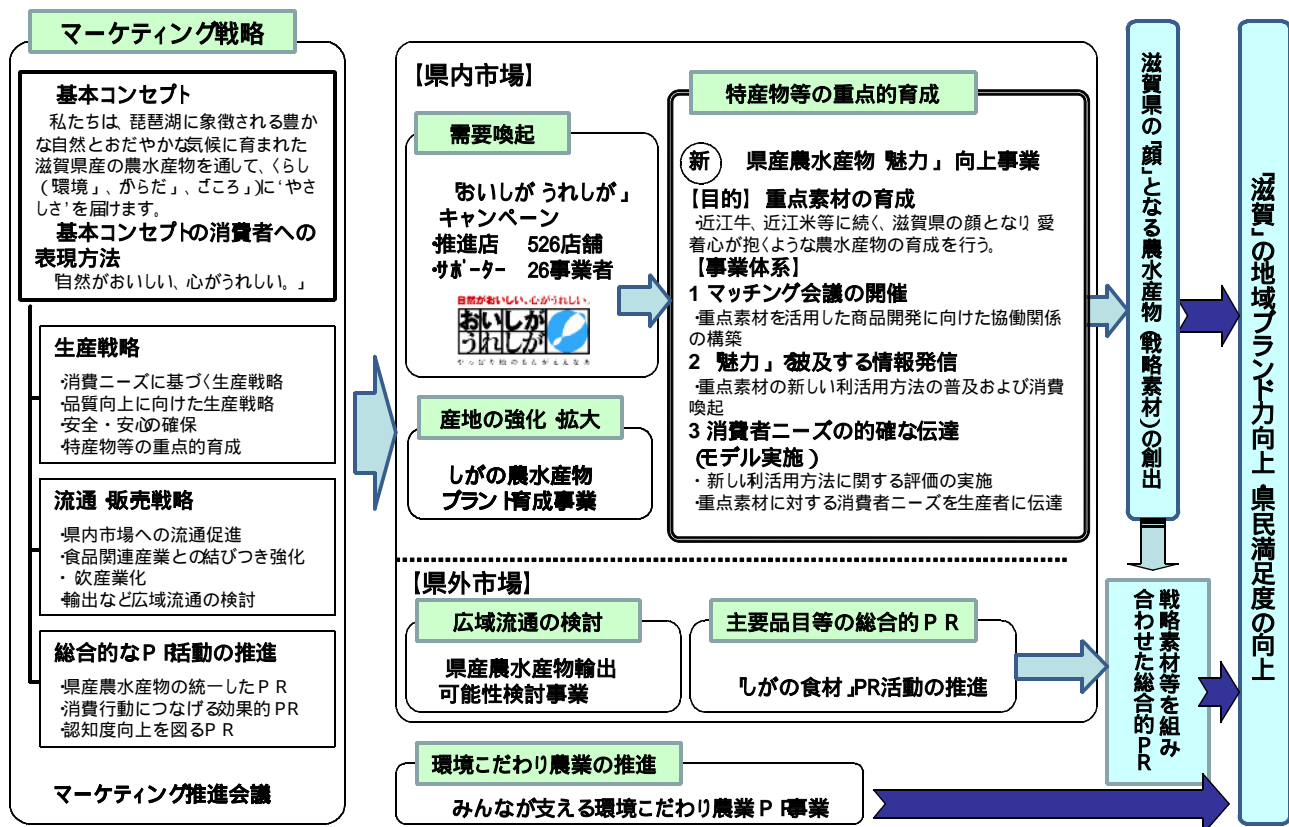 マーケティング戦略
基本コンセプト
私たちは、琵琶湖に象徴される豊か
な自然とおだやかな気候に育まれた
滋賀県産の農水産物を通して、くらし
(「環境」、「からだ」、「こころ」)に‘やさ
しさ’を届けます。
基本コンセプトの消費者への
表現方法
「自然がおいしい、心がうれしい。」
生産戦略
・消費ニーズに基づく生産戦略
・品質向上に向けた生産戦略
・安全・安心の確保
・特産物等の重点的育成
流通・販売戦略
・県内市場への流通促進
・食品関連産業との結びつき強化
・6次産業化
・輸出など広域流通の検討
総合的なPR活動の推進
・県産農水産物の統一したPR
・消費行動につなげる効果的PR
・認知度向上を図るPR
マーケティング推進会議
【県内市場】
需要喚起
「おいしが うれしが」
キャンペーン
・推進店 526店舗
・サポーター 26事業者
自然がおいしい、心がうれしい。
おいしが
うれしが
産地の強化・拡大
しがの農水産物
ブランド育成事業
特産物等の重点的育成
新 県産農水産物「魅力」向上事業
【目的】 重点素材の育成
・近江牛、近江米等に続く、滋賀県の顔となり愛
着心が抱くような農水産物の育成を行う。
【事業体系】
1 マッチング会議の開催
・重点素材を活用した商品開発に向けた協働関係
の構築
2 「魅力」を波及する情報発信
・重点素材の新しい利活用方法の普及および消費
喚起
3 消費者ニーズの的確な伝達
(モデル実施)
・新しい利活用方法に関する評価の実施
・重点素材に対する消費者ニーズを生産者に伝達
【県外市場】
広域流通の検討
県産農水産物輸出
可能性検討事業
主要品目等の総合的PR
「しがの食材」PR活動の推進
環境こだわり農業の推進
みんなが支える環境こだわり農業PR事業
滋賀県の「顔」となる農水産物(戦略素材)の創出
戦略素材等を組み
合わせた総合的PR
「滋賀」の地域ブランド力向上・県民満足度の向上